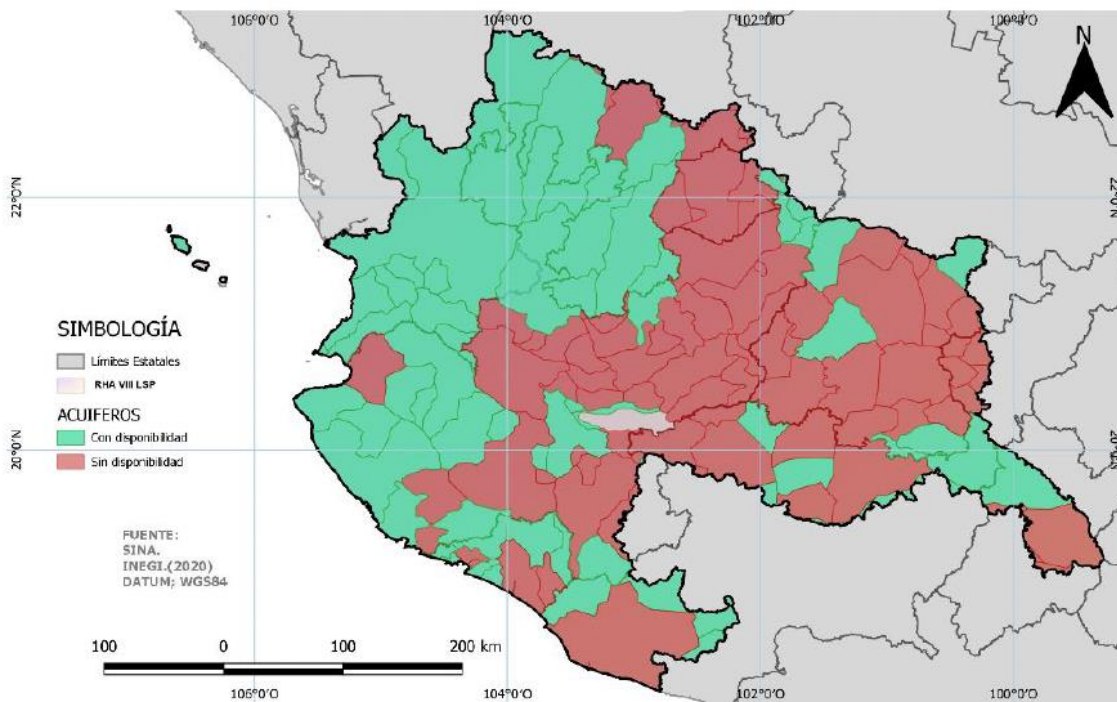 106°0'O 104°0'O 102°0'O 100°0'O
N
22°0'N 22°0'N
SIMBOLOGÍA
Límites Estatales
RHA VIII LSP
ACUIFEROS
Con disponibilidad
Sin disponibilidad
20°0'N 20°0'N
FUENTE:
SINA.
INEGI.(2020)
DATUM; WGS84
100 0 100 200 km
106°0'O 104°0'O 102°0'O 100°0'O